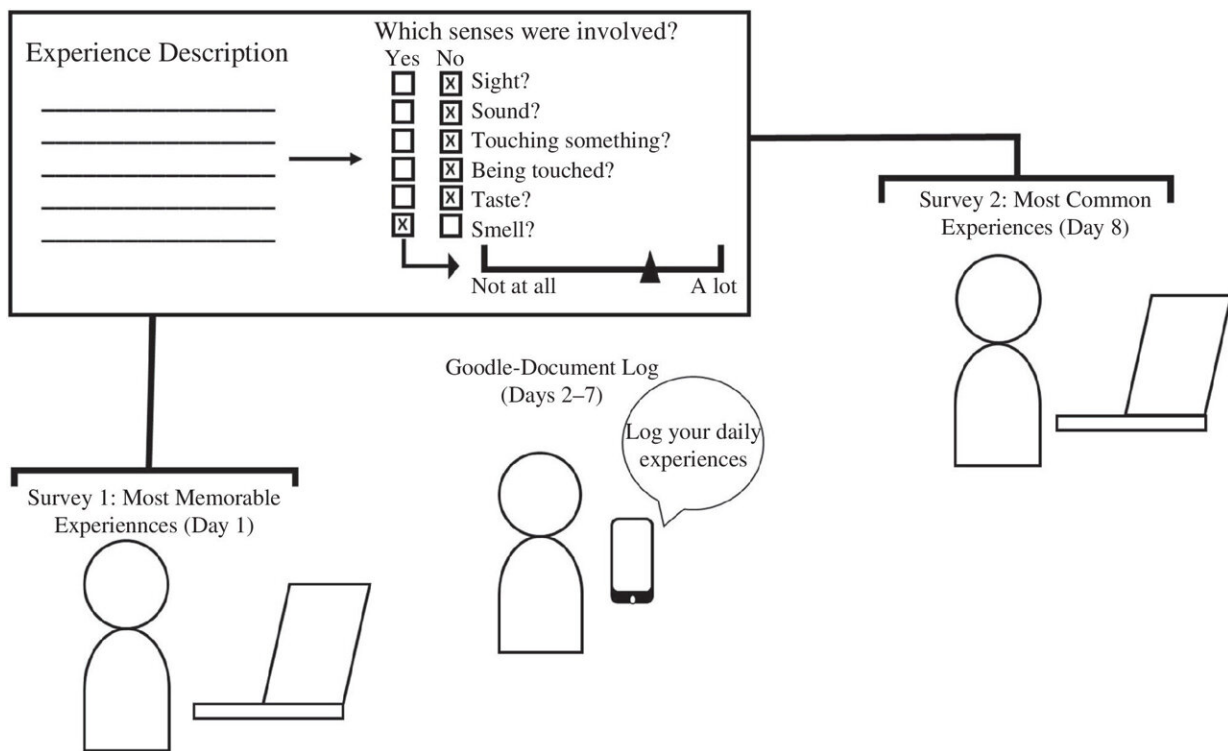 Experience Description
Which senses were involved?
Yes No
X Sight?
X Sound?
X Touching something?
X Being touched?
X Taste?
X Smell?
Not at all A lot
Survey 2: Most Common
Experiences (Day 8)
Goodle-Document Log
(Days 2–7)
Log your daily
experiences
Survey 1: Most Memorable
Experiennces (Day 1)